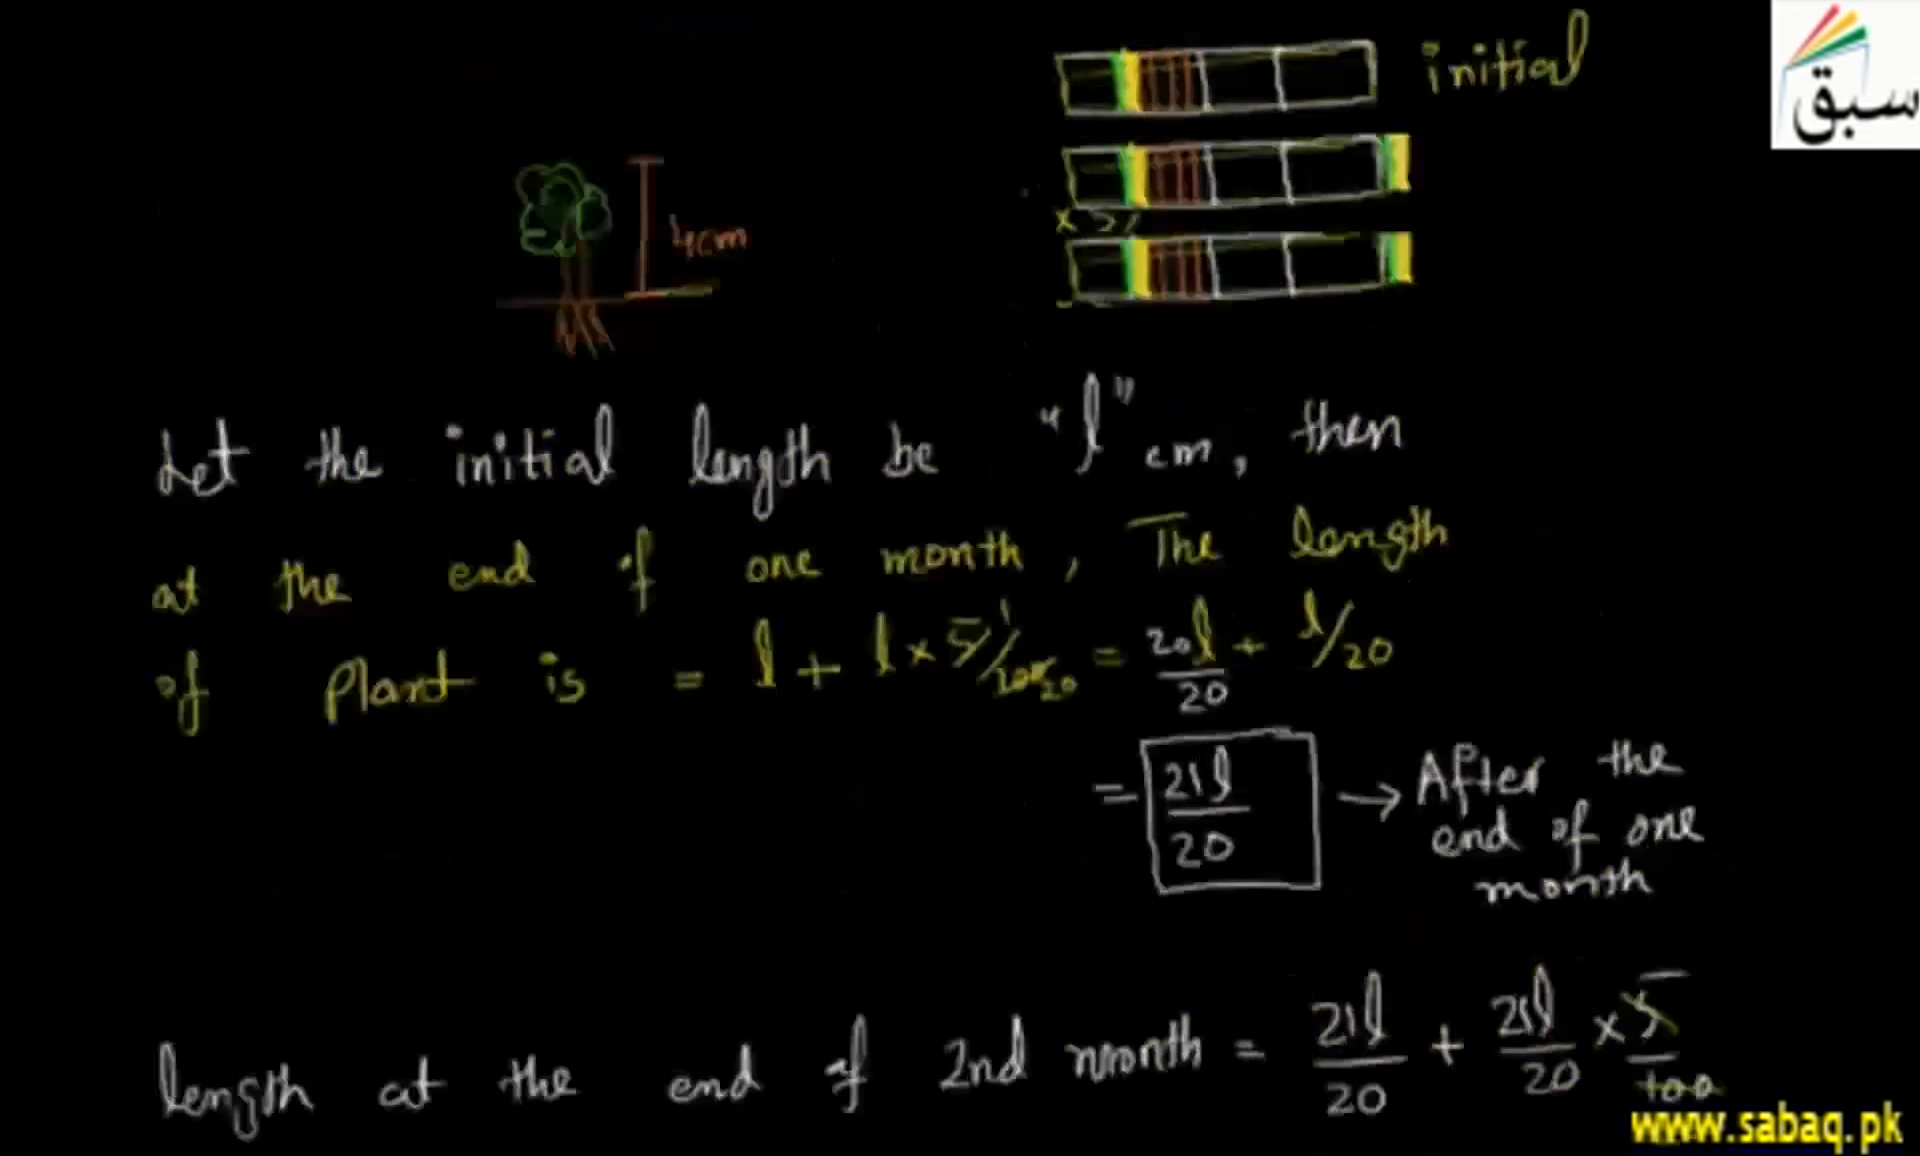 initial
سبق
4cm
Let the initial length be "l" cm, then
at the end of one month, The length
of plant is = l + l × 5/100 = 20l/20 + l/20
= 21l/20 → After the end of one month
length at the end of 2nd month = 21l/20 + 21l/20 × 5/100
www.sabaq.pk